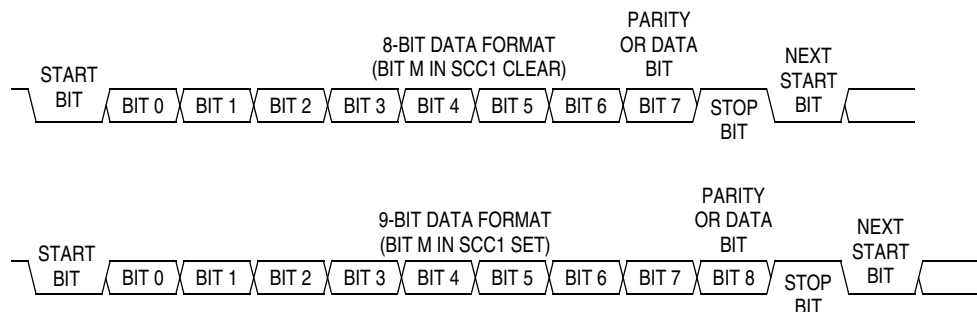 8-BIT DATA FORMAT
(BIT M IN SCC1 CLEAR)
PARITY
OR DATA
BIT
START
BIT
BIT 0 BIT 1 BIT 2 BIT 3 BIT 4 BIT 5 BIT 6 BIT 7
STOP
BIT
NEXT
START
BIT
9-BIT DATA FORMAT
(BIT M IN SCC1 SET)
PARITY
OR DATA
BIT
START
BIT
BIT 0 BIT 1 BIT 2 BIT 3 BIT 4 BIT 5 BIT 6 BIT 7 BIT 8
STOP
BIT
NEXT
START
BIT